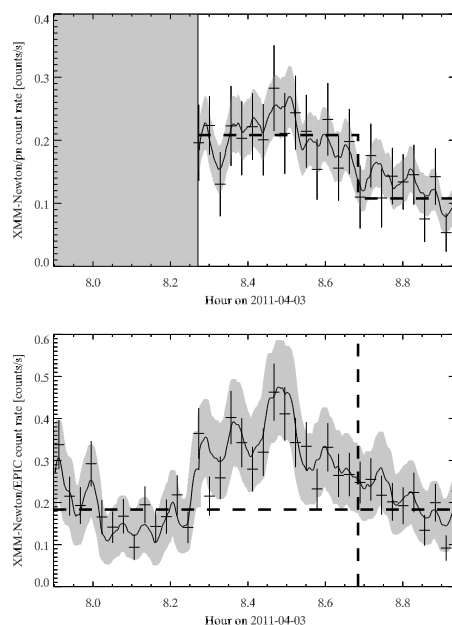 XMM-Newton/pn count rate [counts/s]
0.4
0.3
0.2
0.1
0.0
8.0 8.2 8.4 8.6 8.8
Hour on 2011-04-03
XMM-Newton/EPIC count rate [counts/s]
0.6
0.5
0.4
0.3
0.2
0.1
0.0
8.0 8.2 8.4 8.6 8.8
Hour on 2011-04-03